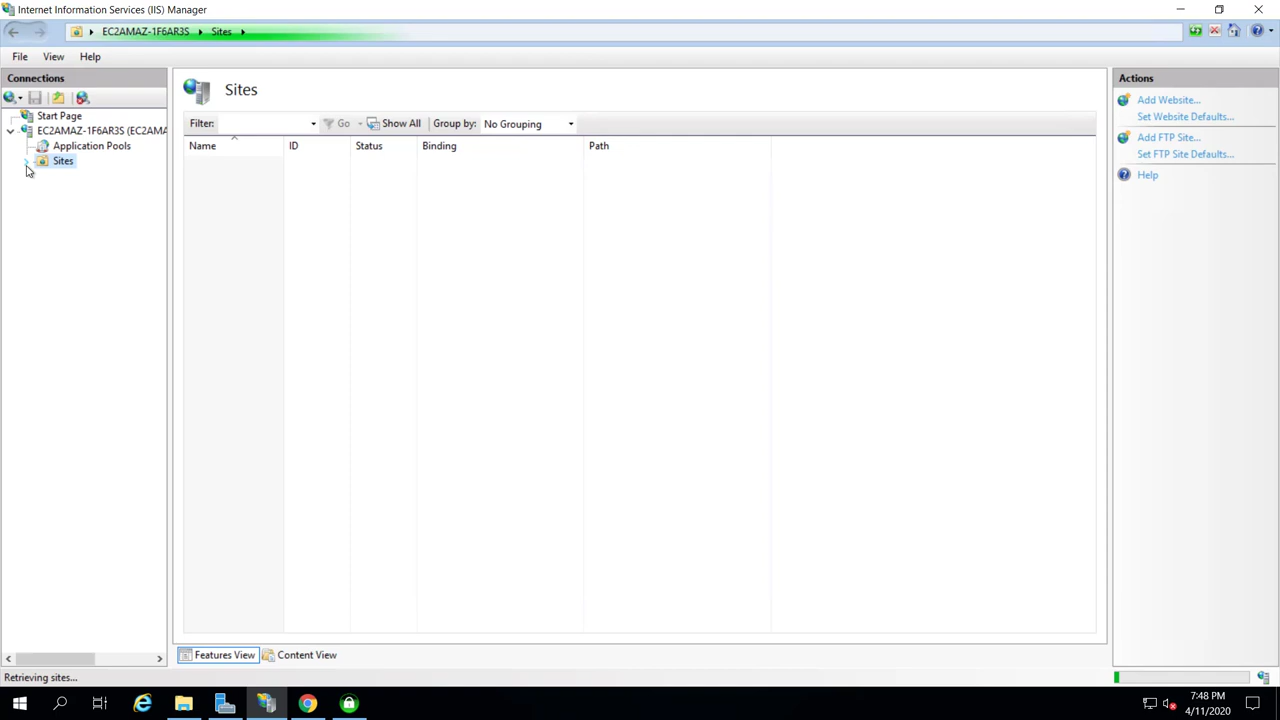 Internet Information Services (IIS) Manager
EC2AMAZ-1F6AR3S Sites
File View Help
Connections
Start Page
EC2AMAZ-1F6AR3S (EC2AMA
Application Pools
Sites
Sites
Filter: Go Show All Group by: No Grouping
Name ID Status Binding Path
Features View Content View
Actions
Add Website...
Set Website Defaults...
Add FTP Site...
Set FTP Site Defaults...
Help
Retrieving sites...
7:48 PM
4/11/2020